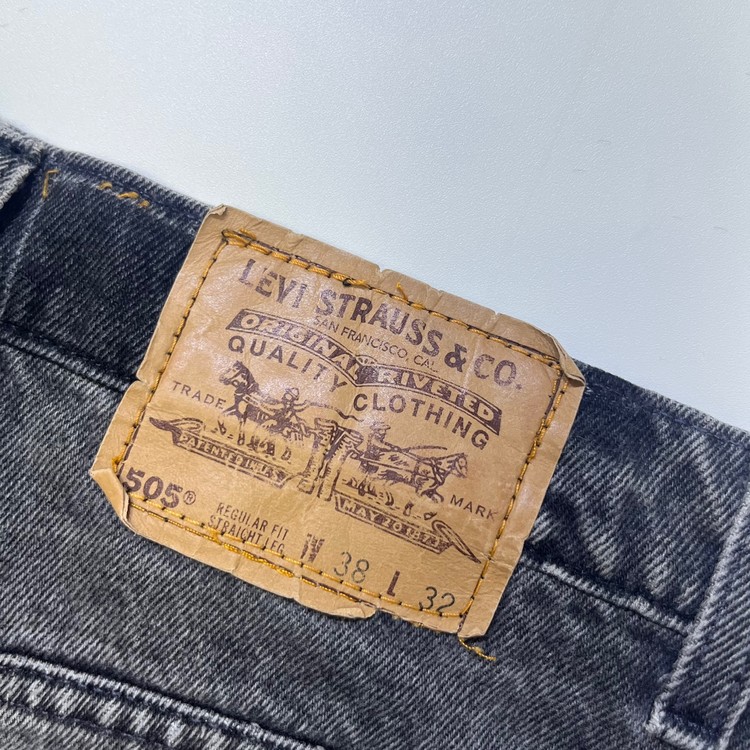 LEVI STRAUSS & CO.
SAN FRANCISCO, CAL.
ORIGINAL RIVETED
QUALITY CLOTHING
TRADE MARK
PATENTED IN U.S. MAY 20 1873
505®
REGULAR FIT
STRAIGHT LEG
W 38 L 32